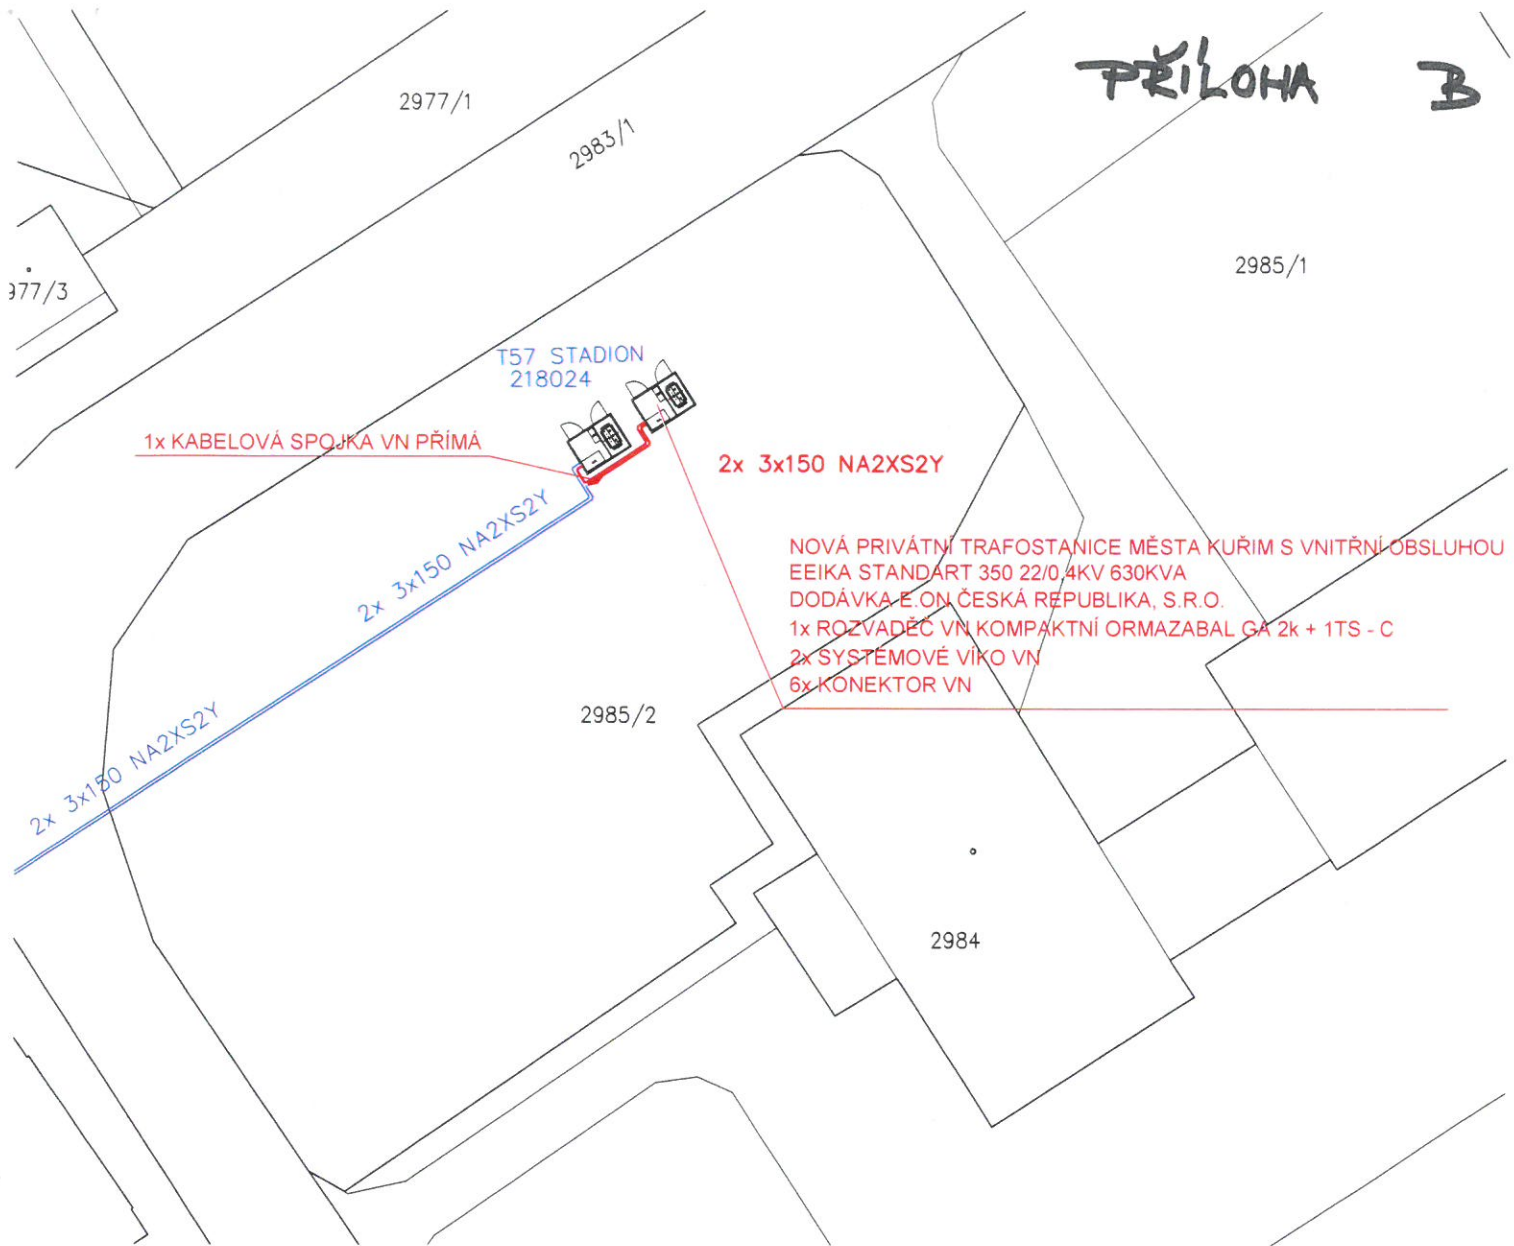 PŘÍLOHA B
2977/1
2983/1
2985/1
977/3
T57 STADION
218024
1x KABELOVÁ SPOJKA VN PŘÍMÁ
2x 3x150 NA2XS2Y
2x 3x150 NA2XS2Y
NOVÁ PRIVÁTNÍ TRAFOSTANICE MĚSTA KUŘIM S VNITŘNÍ OBSLUHOU
EEIKA STANDART 350 22/0,4KV 630KVA
DODÁVKA E.ON ČESKÁ REPUBLIKA, S.R.O.
1x ROZVADĚČ VN KOMPAKTNÍ ORMAZABAL GA 2k + 1TS - C
2x SYSTÉMOVÉ VÍKO VN
6x KONEKTOR VN
2985/2
2x 3x150 NA2XS2Y
2984